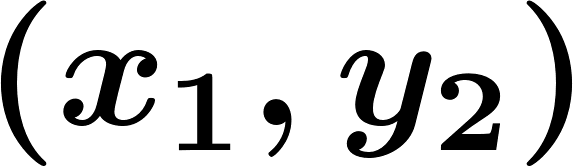 (x₁, y₂)